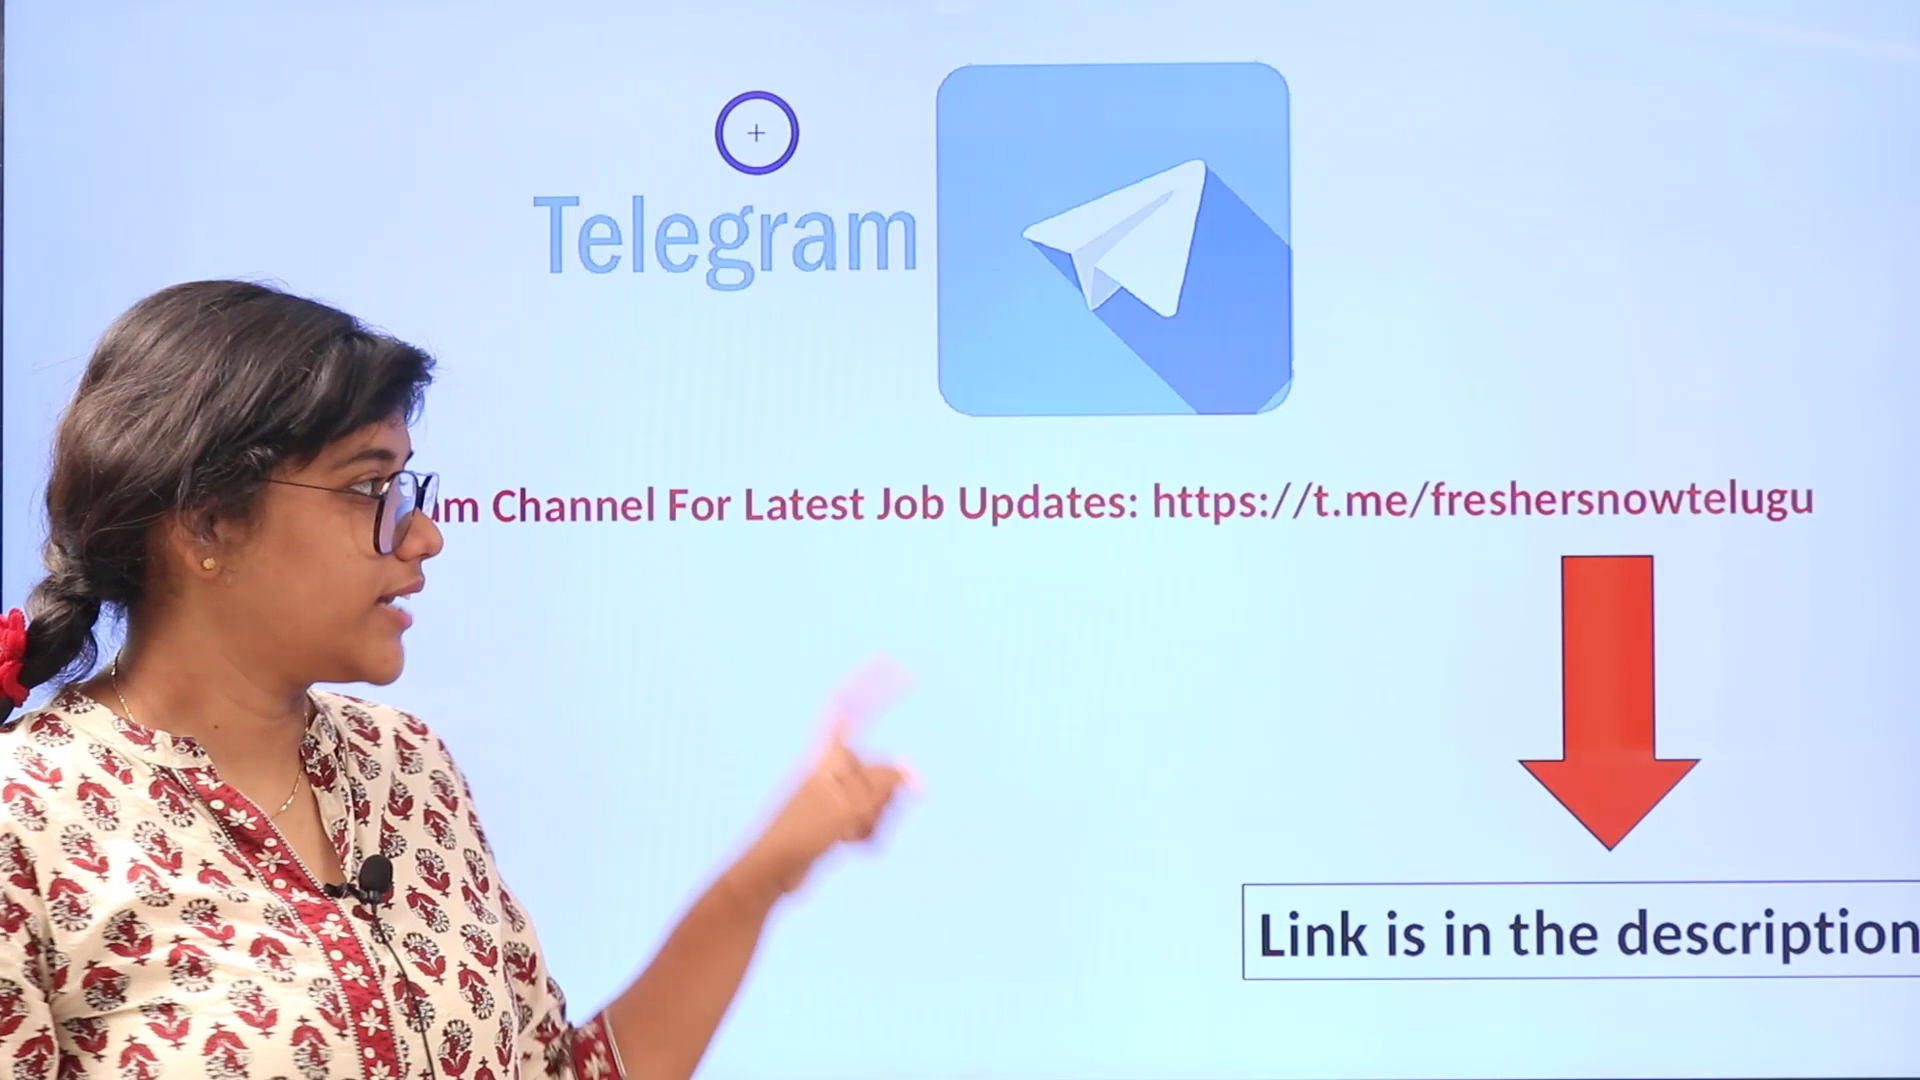 Telegram
Channel For Latest Job Updates: https://t.me/freshersnowtelugu
Link is in the description